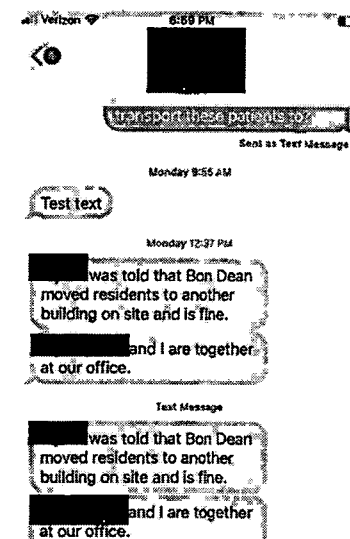 Verizon
6:59 PM
transport these patients to?
Sent as Text Message
Monday 9:55 AM
Test text
Monday 12:37 PM
was told that Bon Dean
moved residents to another
building on site and is fine.
and I are together
at our office.
Text Message
was told that Bon Dean
moved residents to another
building on site and is fine.
and I are together
at our office.